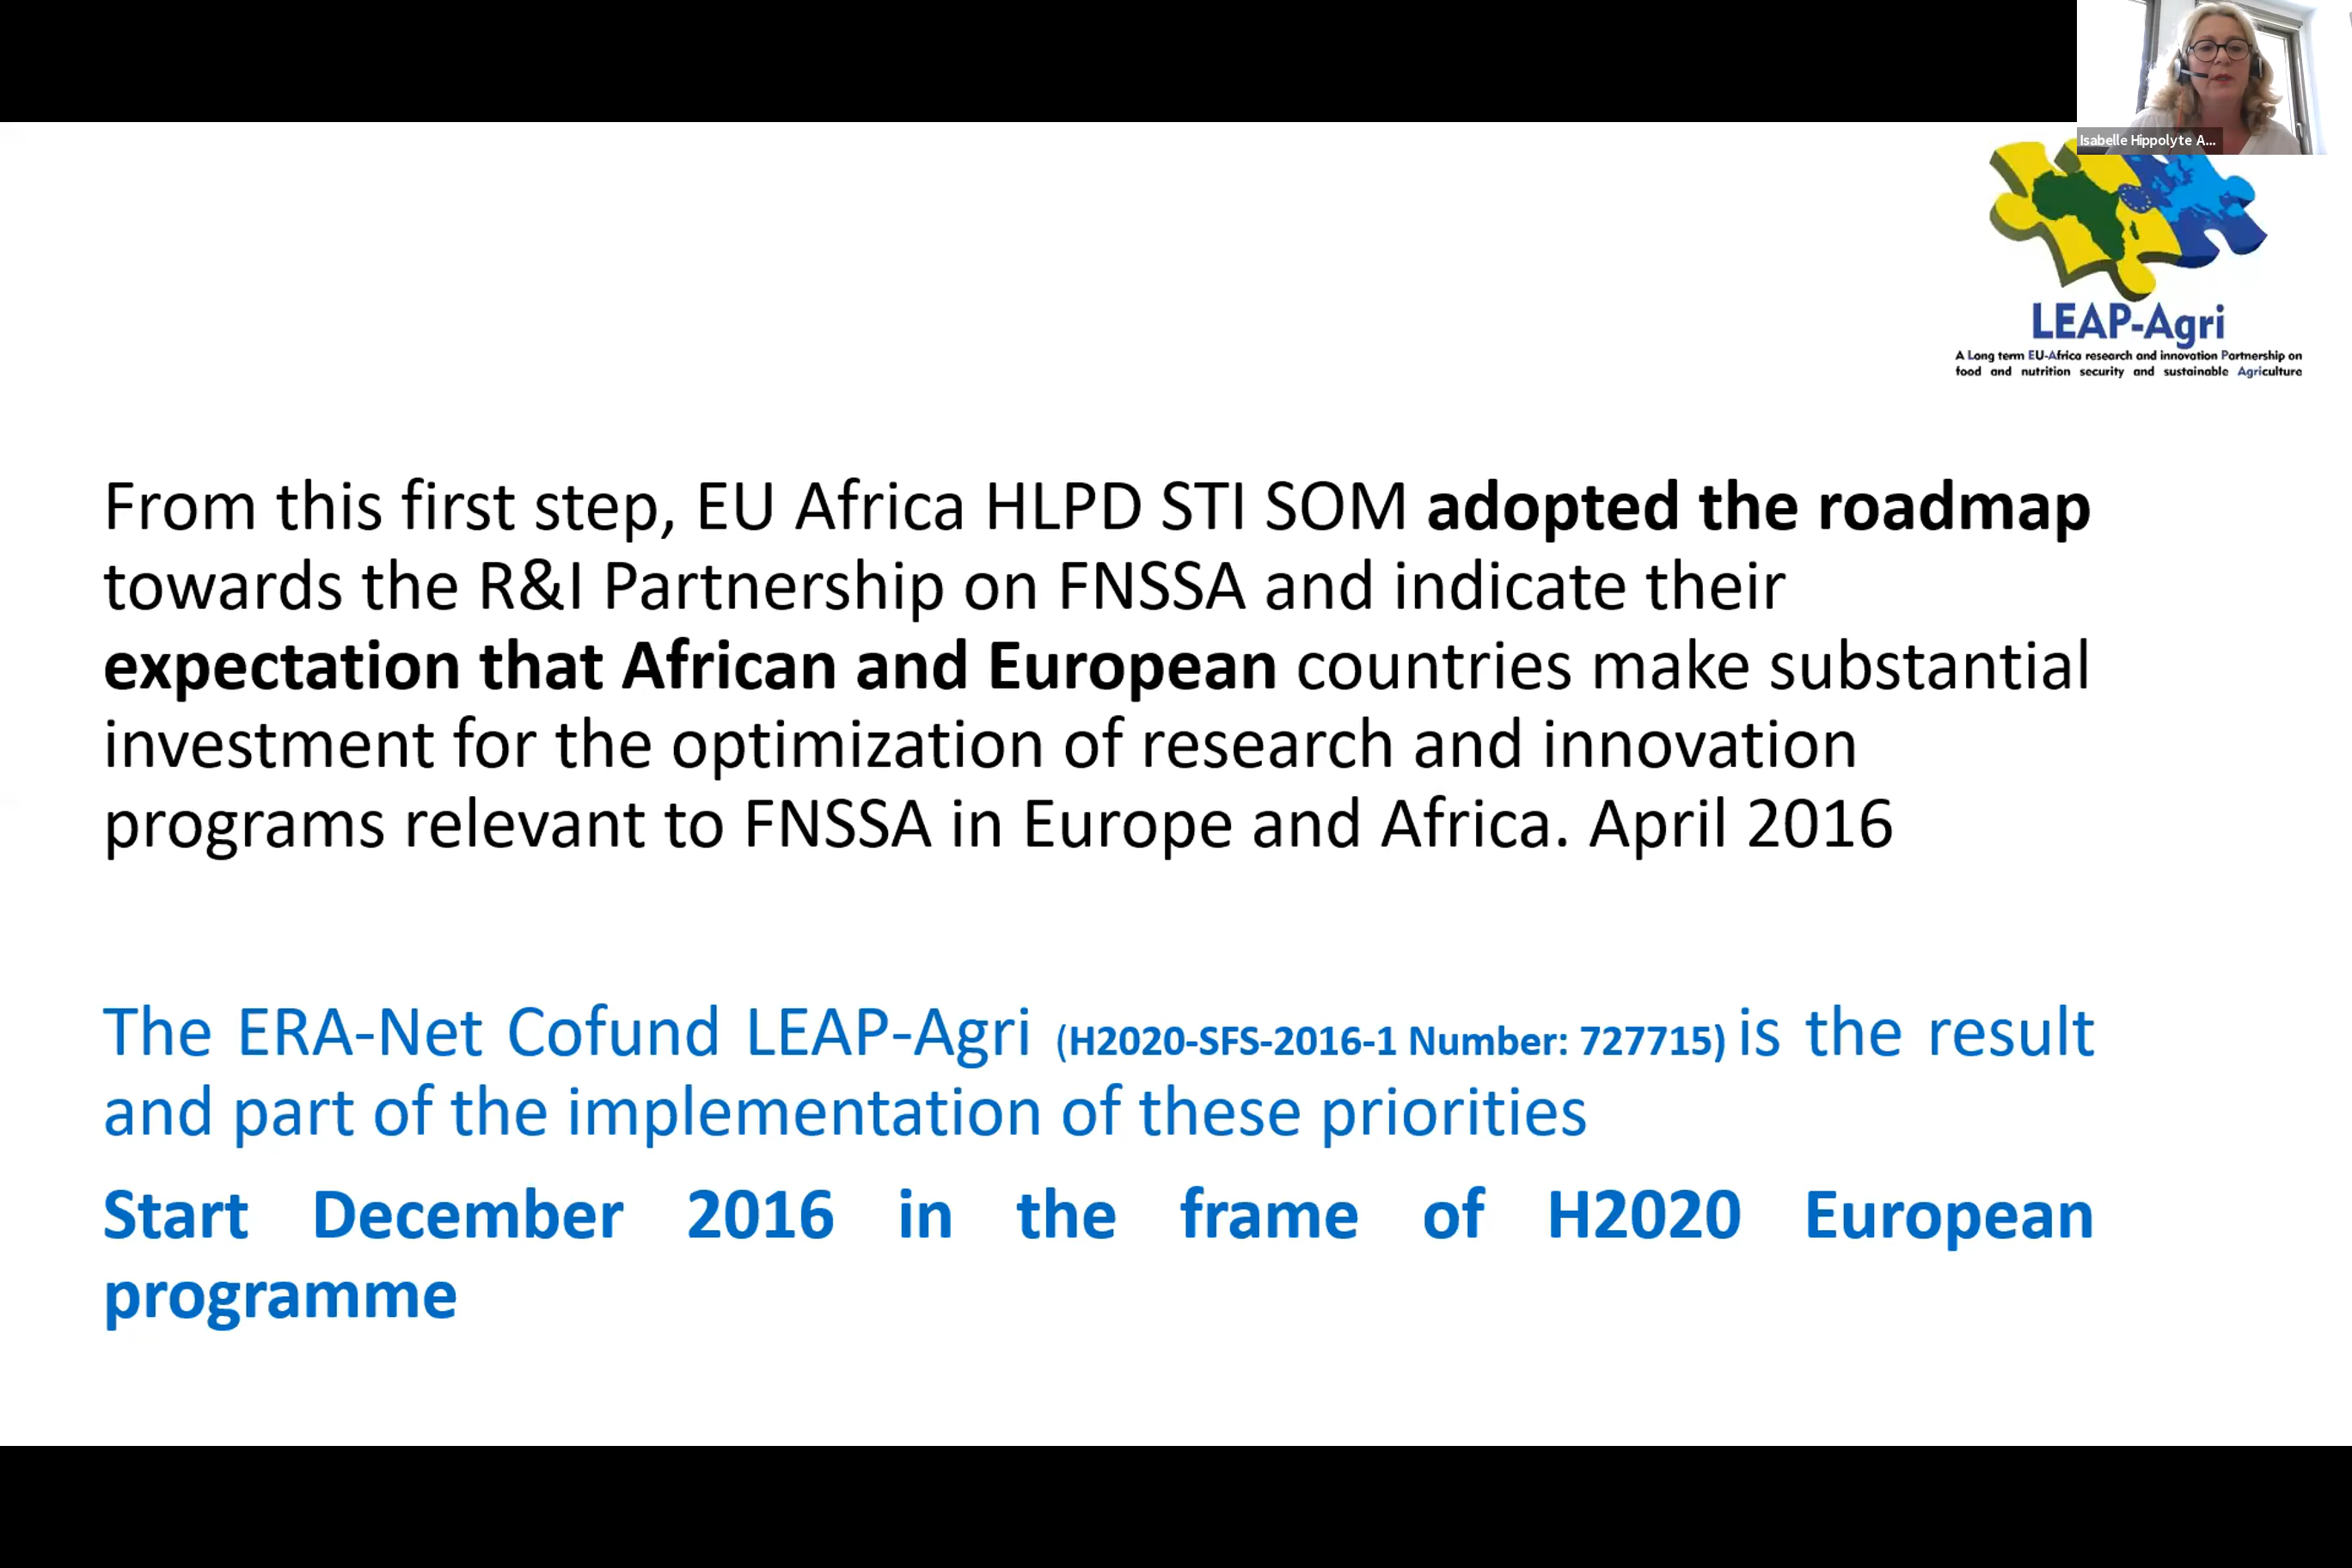 Isabelle Hippolyte A...
LEAP-Agri
A Long term EU-Africa research and innovation Partnership on
food and nutrition security and sustainable Agriculture
From this first step, EU Africa HLPD STI SOM adopted the roadmap
towards the R&I Partnership on FNSSA and indicate their
expectation that African and European countries make substantial
investment for the optimization of research and innovation
programs relevant to FNSSA in Europe and Africa. April 2016
The ERA-Net Cofund LEAP-Agri (H2020-SFS-2016-1 Number: 727715) is the result
and part of the implementation of these priorities
Start December 2016 in the frame of H2020 European
programme